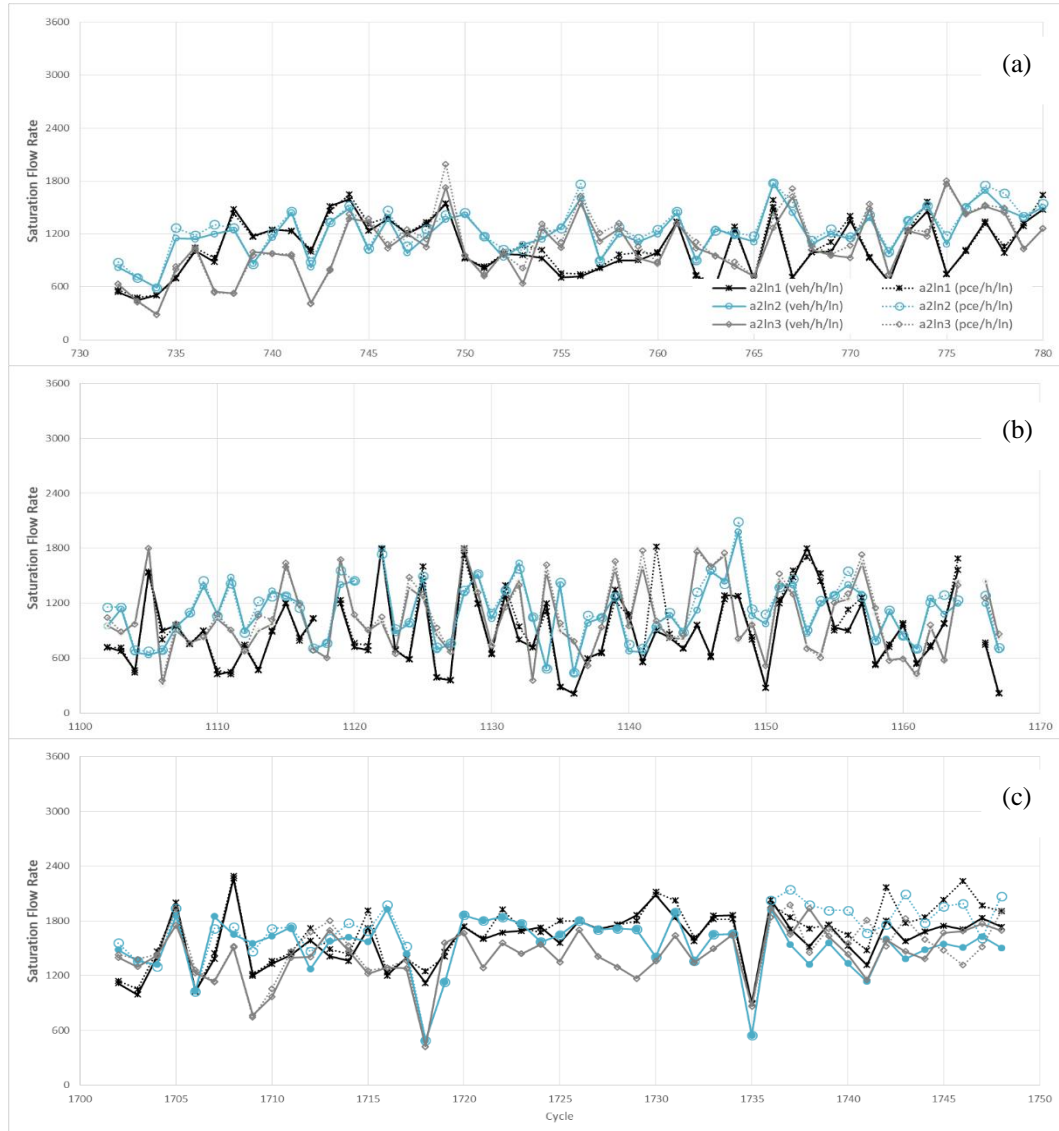 (a)
3600
3000
2400
1800
1200
600
0
Saturation Flow Rate
a2ln1 (veh/h/ln) a2ln1 (pce/h/ln)
a2ln2 (veh/h/ln) a2ln2 (pce/h/ln)
a2ln3 (veh/h/ln) a2ln3 (pce/h/ln)
730 735 740 745 750 755 760 765 770 775 780
(b)
3600
3000
2400
1800
1200
600
0
Saturation Flow Rate
1100 1110 1120 1130 1140 1150 1160 1170
(c)
3600
3000
2400
1800
1200
600
0
Saturation Flow Rate
1700 1705 1710 1715 1720 1725 1730 1735 1740 1745 1750
Cycle